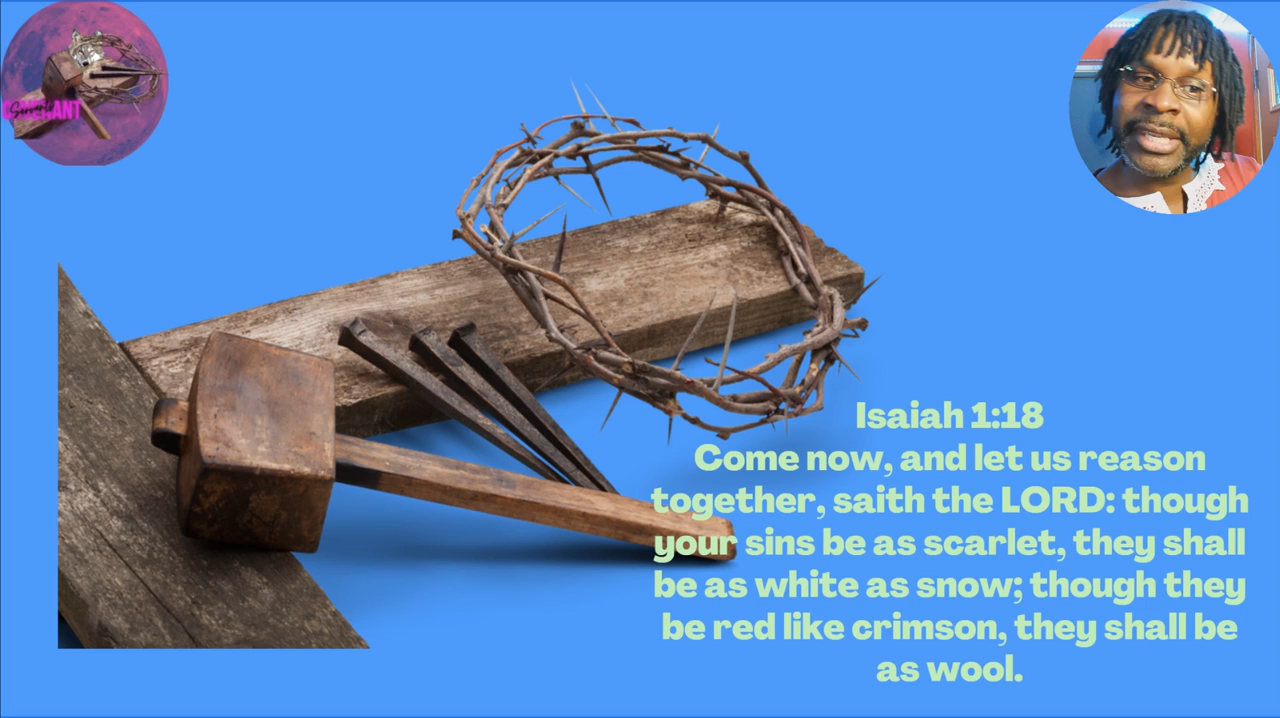 COVENANT
Isaiah 1:18
Come now, and let us reason
together, saith the LORD: though
your sins be as scarlet, they shall
be as white as snow; though they
be red like crimson, they shall be
as wool.